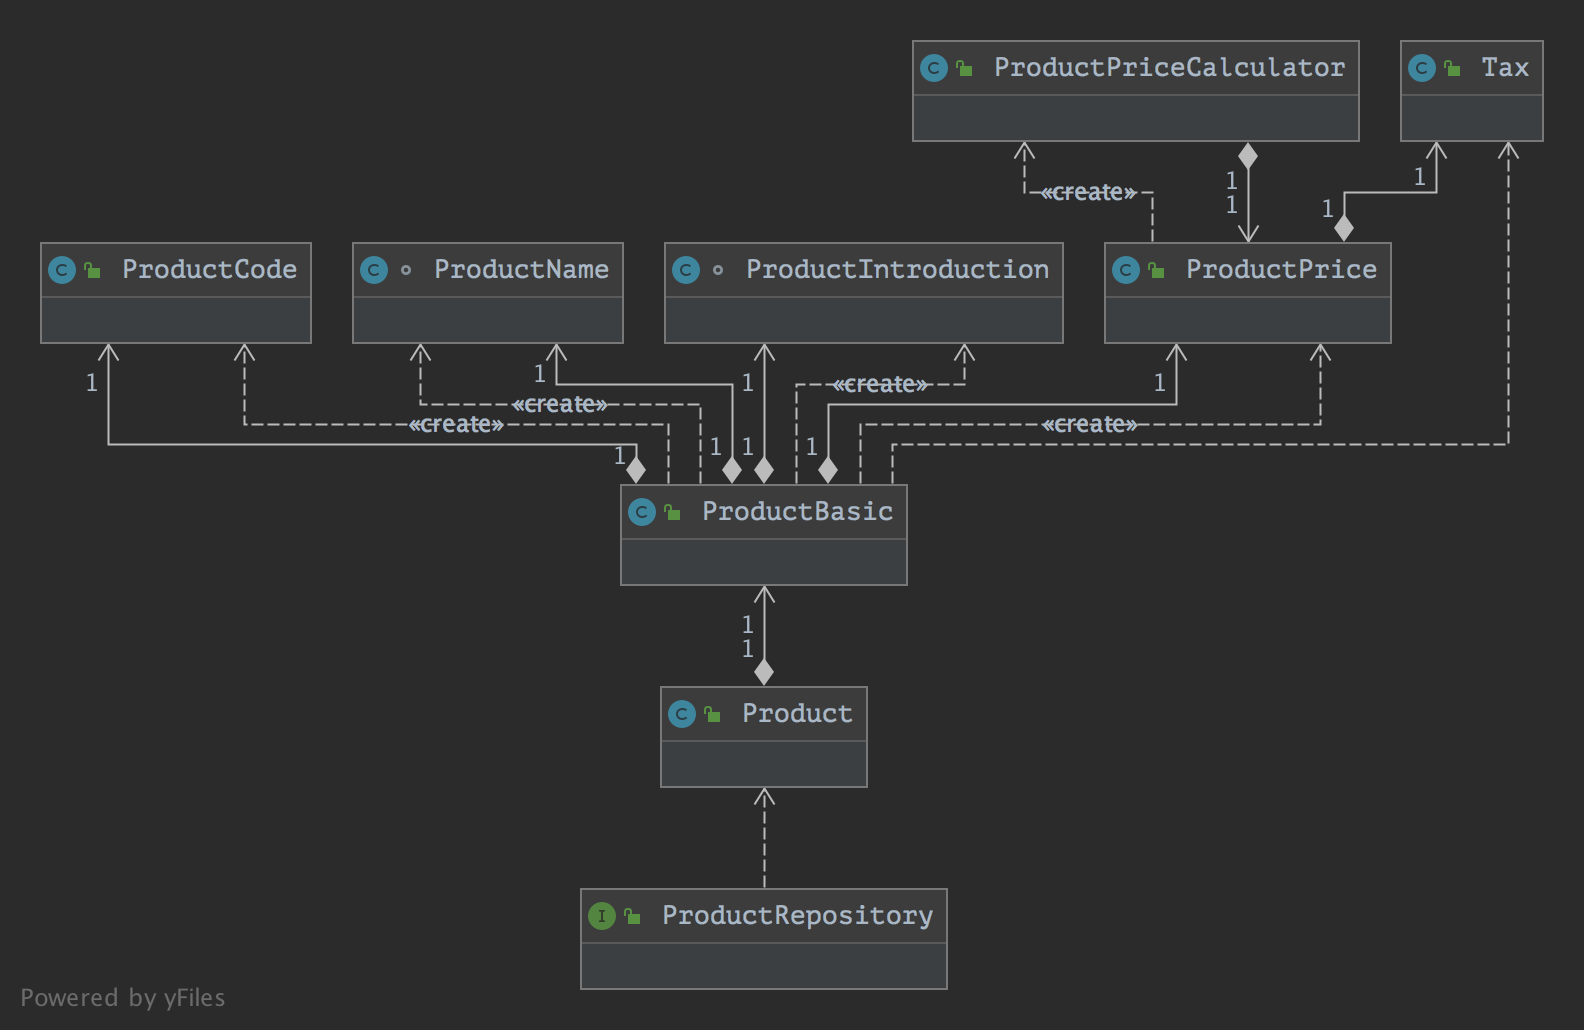 C ProductPriceCalculator
C Tax
1
«create»
1
1
1
C ProductCode
C ProductName
C ProductIntroduction
C ProductPrice
1
1
1
1
«create»
«create»
«create»
«create»
1
1
1
1
C ProductBasic
1
1
C Product
I ProductRepository
Powered by yFiles